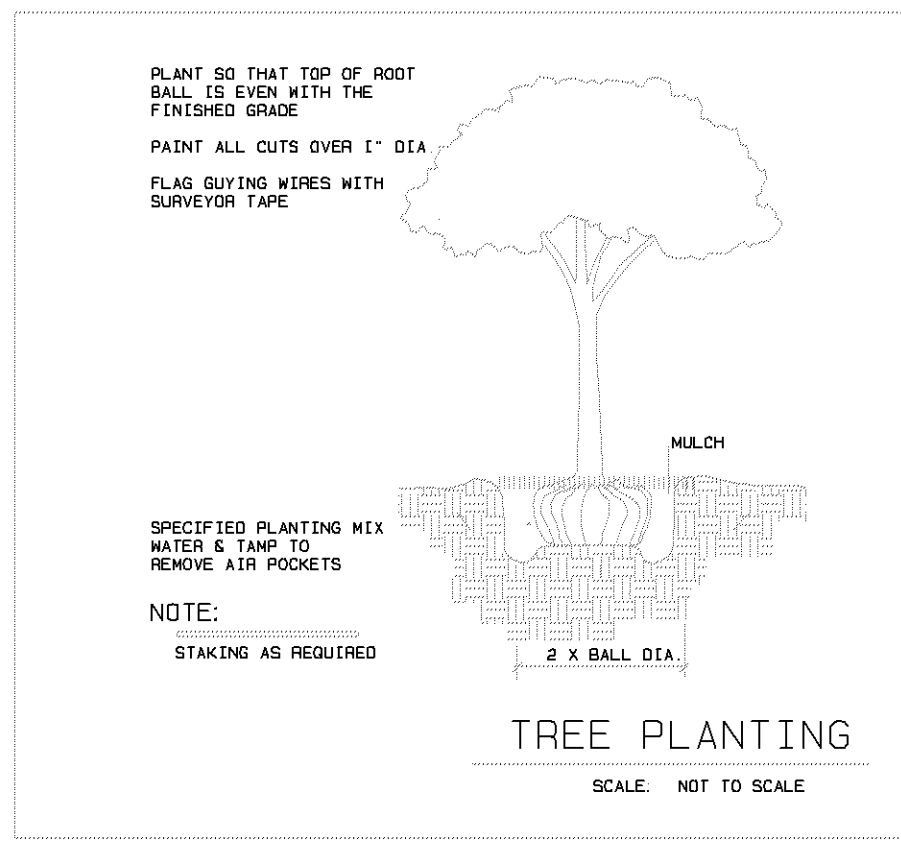 PLANT SO THAT TOP OF ROOT
BALL IS EVEN WITH THE
FINISHED GRADE
PAINT ALL CUTS OVER 1" DIA.
FLAG GUYING WIRES WITH
SURVEYOR TAPE
MULCH
SPECIFIED PLANTING MIX
WATER & TAMP TO
REMOVE AIR POCKETS
NOTE:
STAKING AS REQUIRED
2 X BALL DIA.
TREE PLANTING
SCALE: NOT TO SCALE